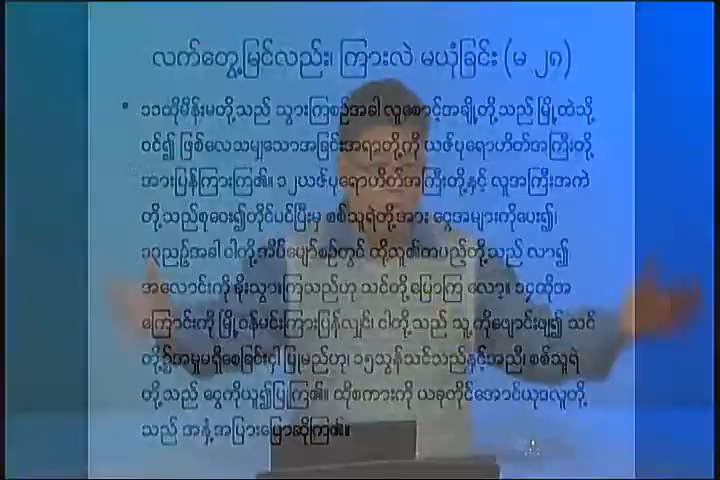 လက်တွေ့မြင်လည်း၊ ကြားလဲ မယုံခြင်း (မ ၂၈)
• ၁၁ထိုမိန်းမတို့သည် သွားကြစဉ်အခါ လူစောင့်အချို့တို့သည် မြို့ထဲသို့
ဝင်၍ ဖြစ်လေသမျှသောအခြင်းအရာတို့ကို ယဇ်ပုရောဟိတ်အကြီးတို့
အားပြန်ကြားကြ၏။ ၁၂ယဇ်ပုရောဟိတ်အကြီးတို့နှင့် လူအကြီးအကဲ
တို့သည်စုဝေး၍တိုင်ပင်ပြီးမှ စစ်သူရဲတို့အား ငွေအများကိုပေး၍၊
၁၃ညဉ့်အခါ ငါတို့အိပ်ပျော်စဉ်တွင် ထိုသူ၏တပည့်တို့သည် လာ၍
အလောင်းကို ခိုးသွားကြသည်ဟု သင်တို့ပြောကြ လော့။ ၁၄ထိုအ
ကြောင်းကို မြို့ဝန်မင်းကြားပြန်လျှင်၊ ငါတို့သည် သူ့ကိုဖျောင်းဖျ၍ သင်
တို့၌အမှုမရှိစေခြင်းငှါ ပြုမည်ဟု၊ ၁၅သွန်သင်သည်နှင့်အညီ၊ စစ်သူရဲ
တို့သည် ငွေကိုယူ၍ပြုကြ၏။ ထိုစကားကို ယခုတိုင်အောင်ယုဒလူတို့
သည် အနှံ့အပြားပြောဆိုကြ၏။